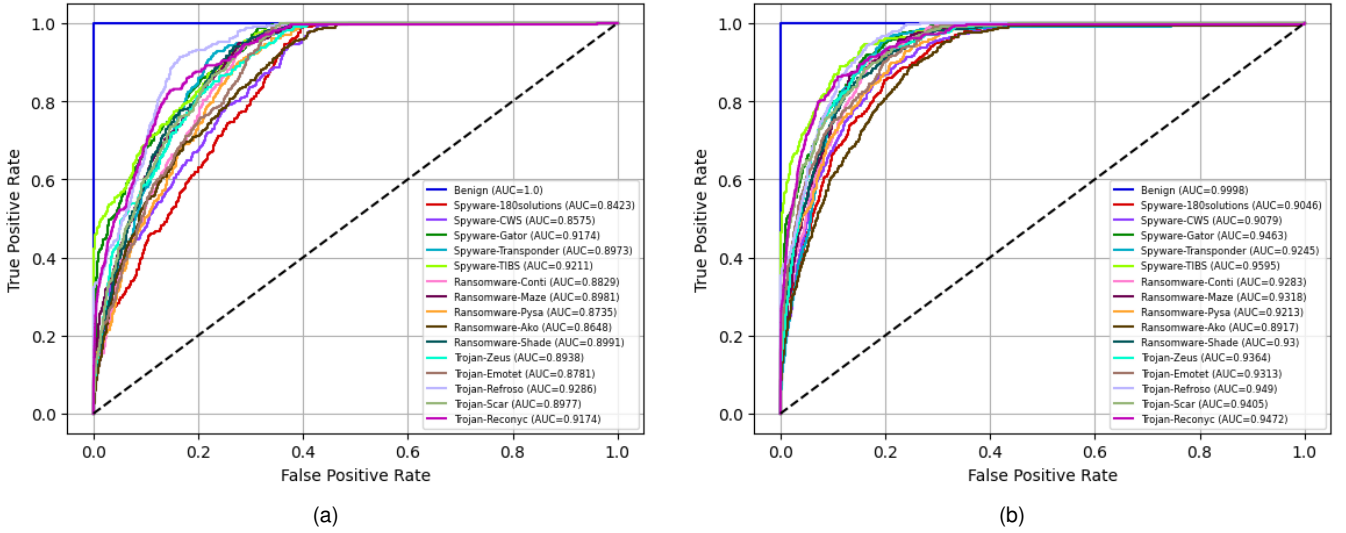 1.0
0.8
0.6
0.4
0.2
0.0
True Positive Rate
0.0 0.2 0.4 0.6 0.8 1.0
False Positive Rate
Benign (AUC=1.0)
Spyware-180solutions (AUC=0.8423)
Spyware-CWS (AUC=0.8575)
Spyware-Gator (AUC=0.9174)
Spyware-Transponder (AUC=0.8973)
Spyware-TIBS (AUC=0.9211)
Ransomware-Conti (AUC=0.8829)
Ransomware-Maze (AUC=0.8981)
Ransomware-Pysa (AUC=0.8735)
Ransomware-Ako (AUC=0.8648)
Ransomware-Shade (AUC=0.8991)
Trojan-Zeus (AUC=0.8938)
Trojan-Emotet (AUC=0.8781)
Trojan-Refroso (AUC=0.9286)
Trojan-Scar (AUC=0.8977)
Trojan-Reconyc (AUC=0.9174)
(a)
1.0
0.8
0.6
0.4
0.2
0.0
True Positive Rate
0.0 0.2 0.4 0.6 0.8 1.0
False Positive Rate
Benign (AUC=0.9998)
Spyware-180solutions (AUC=0.9046)
Spyware-CWS (AUC=0.9079)
Spyware-Gator (AUC=0.9463)
Spyware-Transponder (AUC=0.9245)
Spyware-TIBS (AUC=0.9595)
Ransomware-Conti (AUC=0.9283)
Ransomware-Maze (AUC=0.9318)
Ransomware-Pysa (AUC=0.9213)
Ransomware-Ako (AUC=0.8917)
Ransomware-Shade (AUC=0.93)
Trojan-Zeus (AUC=0.9364)
Trojan-Emotet (AUC=0.9313)
Trojan-Refroso (AUC=0.949)
Trojan-Scar (AUC=0.9405)
Trojan-Reconyc (AUC=0.9472)
(b)